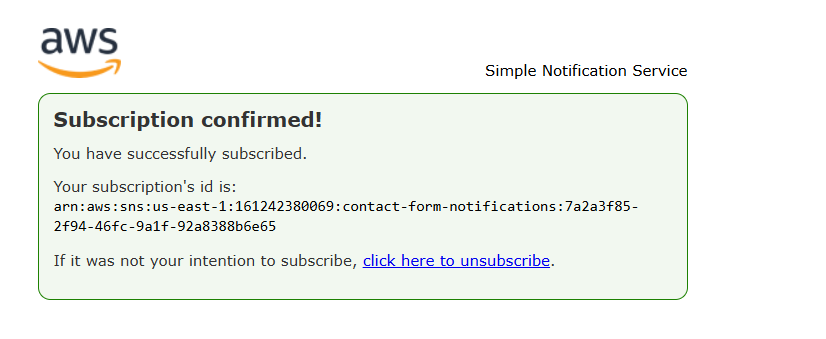 aws
Simple Notification Service
Subscription confirmed!
You have successfully subscribed.
Your subscription's id is:
arn:aws:sns:us-east-1:161242380069:contact-form-notifications:7a2a3f85-
2f94-46fc-9a1f-92a8388b6e65
If it was not your intention to subscribe, click here to unsubscribe.